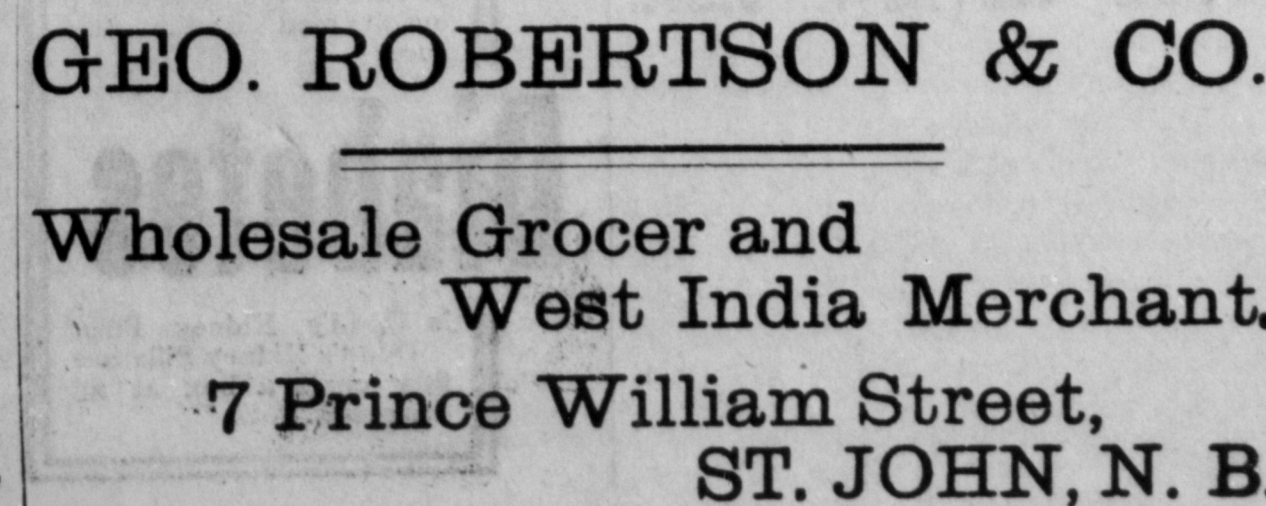 GEO. ROBERTSON & CO.
Wholesale Grocer and
West India Merchant.
7 Prince William Street,
ST. JOHN, N. B.